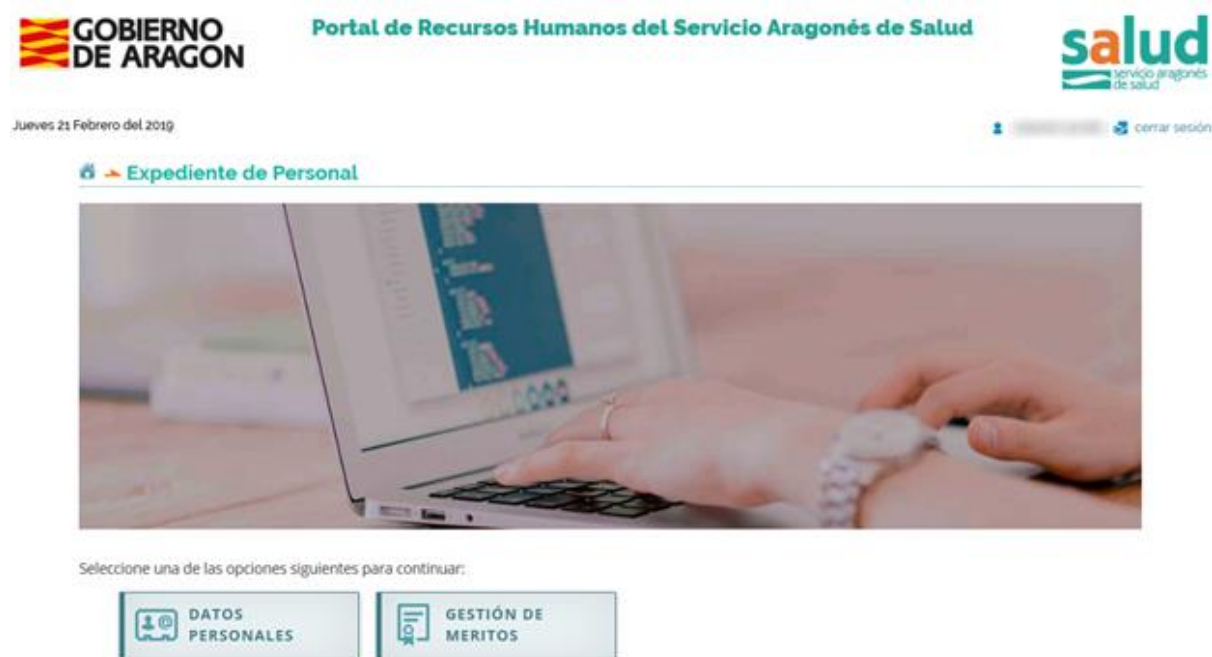 GOBIERNO
DE ARAGON
Portal de Recursos Humanos del Servicio Aragonés de Salud
salud
servicio aragonés
de salud
Jueves 21 Febrero del 2019
cerrar sesión
Expediente de Personal
Seleccione una de las opciones siguientes para continuar:
DATOS
PERSONALES
GESTIÓN DE
MERITOS